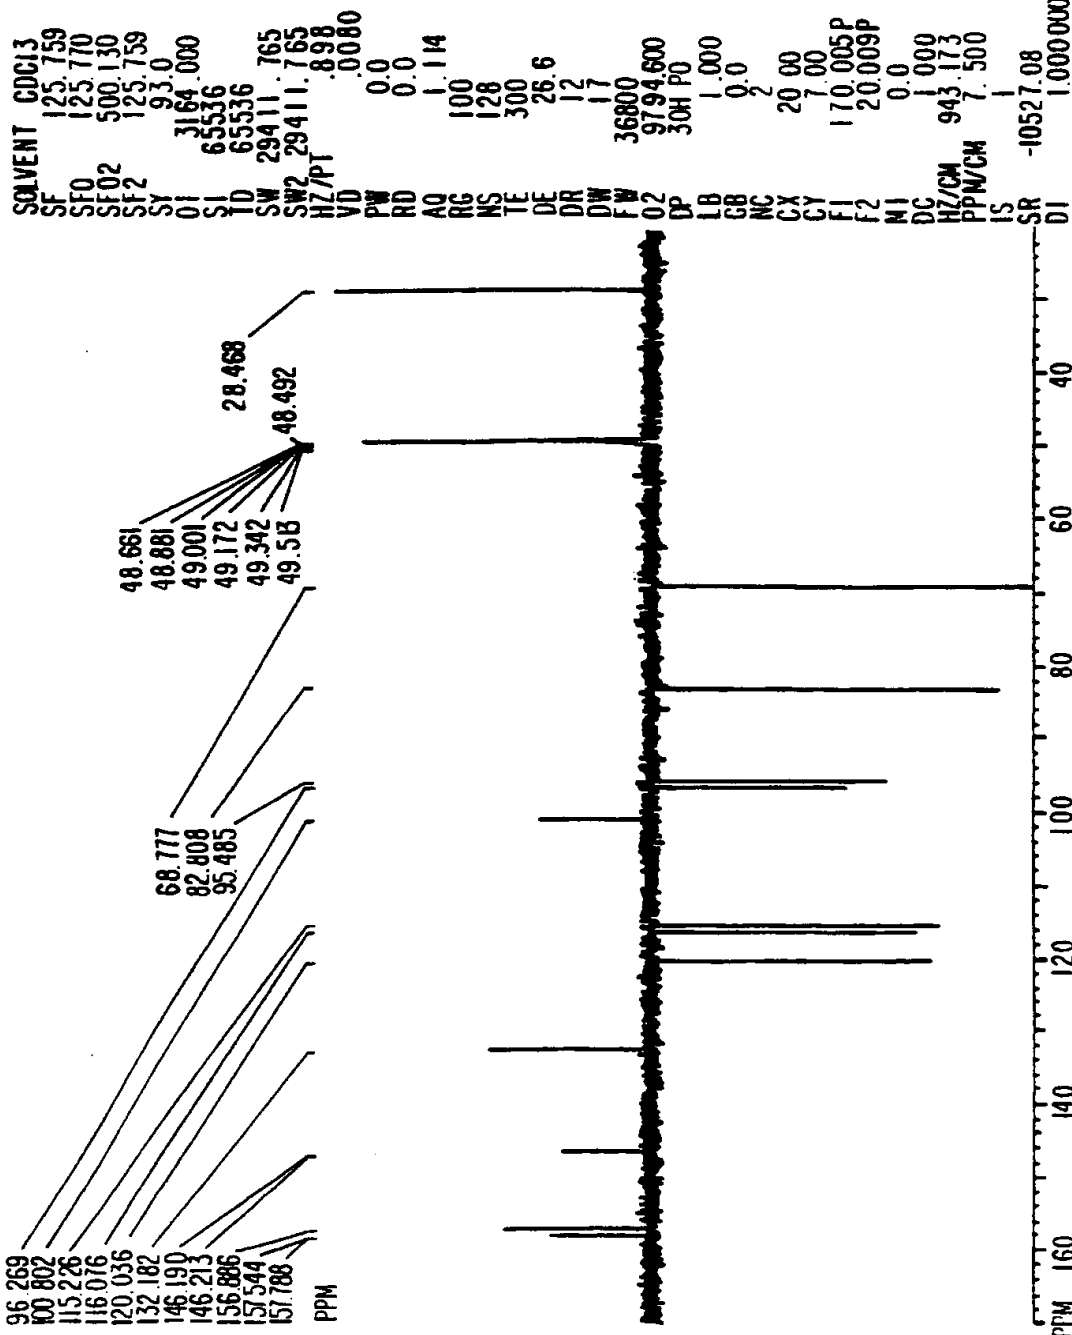 96.269
100.802
115.226
116.076
120.036
132.182
146.190
146.213
156.886
157.544
157.788
PPM
68.777
82.808
95.485
48.661
48.881
49.001
49.172
49.342
49.513
48.492
28.468
SOLVENT CDCl3
SF 125.759
SFO 125.770
SFO2 500.130
SF2 125.759
SY 93.0
O1 3164.000
SI 65536
TD 65536
SW 29411.765
SW2 29411.765
HZ/PT .898
VD .0080
PW 0.0
RD 0.0
AQ 1.114
RG 100
NS 128
TE 300
DE 26.6
DR 12
DW 17
FW 36800
O2 9794.600
DP 30H PO
LB 1.000
GB 0.0
NC 2
CX 20.00
CY 7.00
F1 170.005P
F2 20.009P
MI 0.0
DC 1.000
HZ/CM 943.173
PPM/CM 7.500
IS 1
SR -10527.08
DI 1.000000
PPM 160 140 120 100 80 60 40